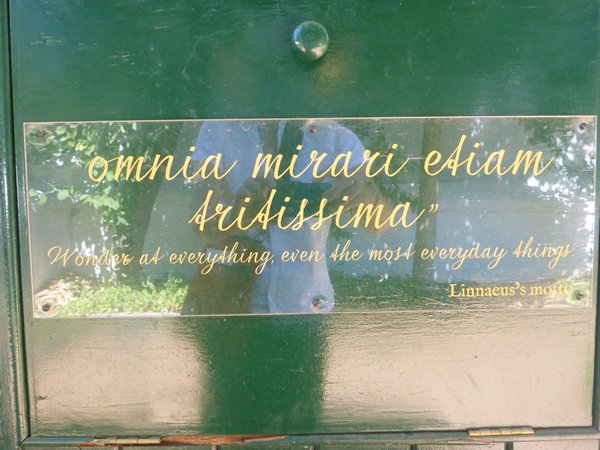 “omnia mirari etiam
tritissima”
Wonder at everything, even the most everyday things.
Linnaeus's motto